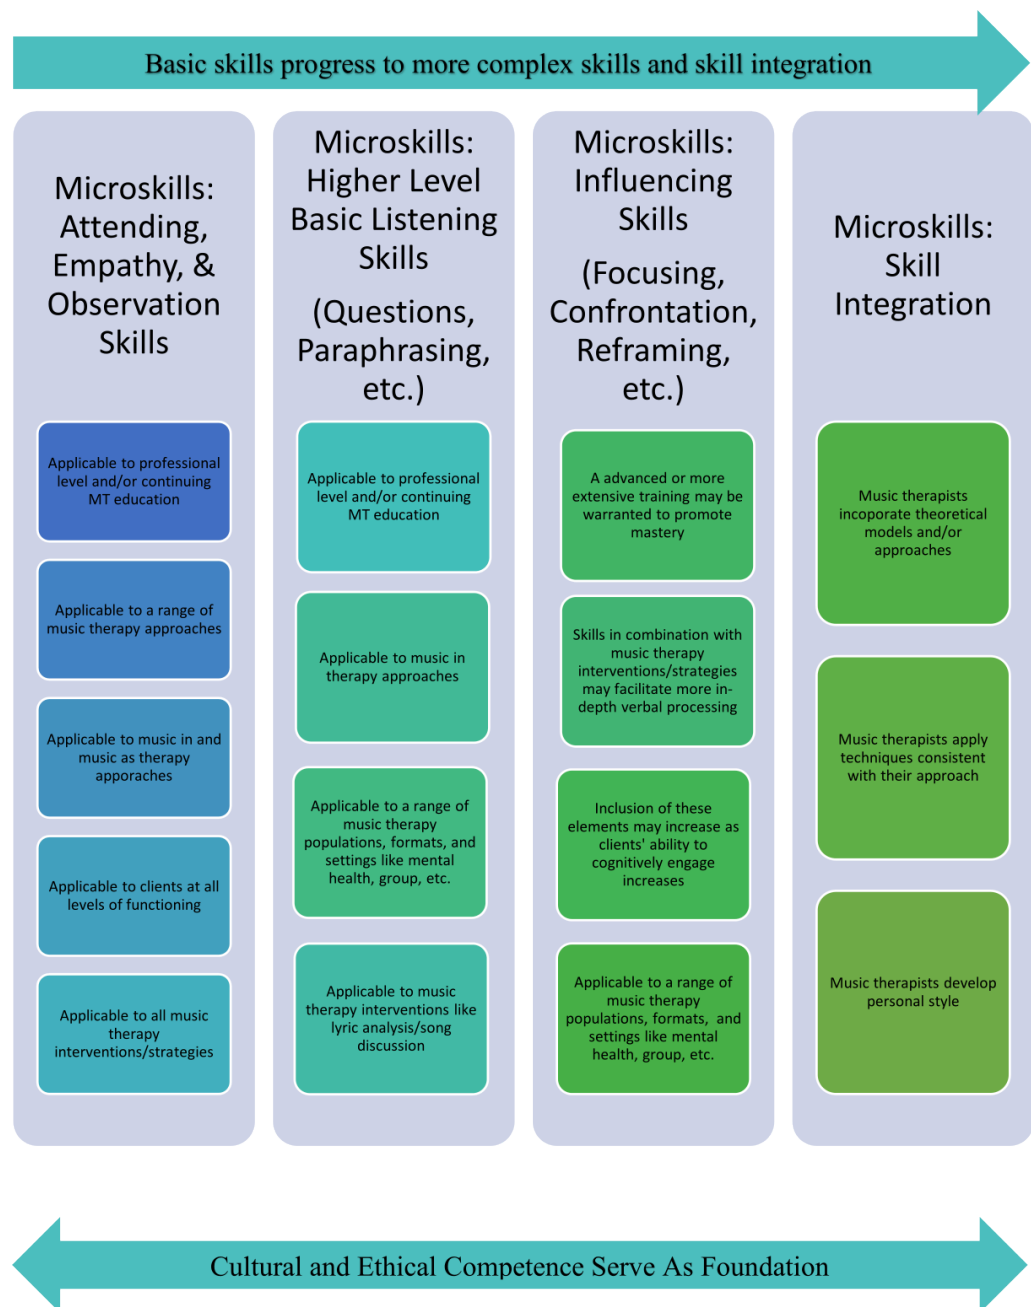 Basic skills progress to more complex skills and skill integration
Microskills:
Attending,
Empathy, &
Observation
Skills
Applicable to professional
level and/or continuing
MT education
Applicable to a range of
music therapy approaches
Applicable to music in and
music as therapy
apporaches
Applicable to clients at all
levels of functioning
Applicable to all music
therapy
interventions/strategies
Microskills:
Higher Level
Basic Listening
Skills
(Questions,
Paraphrasing,
etc.)
Applicable to professional
level and/or continuing
MT education
Applicable to music in
therapy approaches
Applicable to a range of
music therapy
populations, formats, and
settings like mental
health, group, etc.
Applicable to music
therapy interventions like
lyric analysis/song
discussion
Microskills:
Influencing
Skills
(Focusing,
Confrontation,
Reframing,
etc.)
A advanced or more
extensive training may be
warranted to promote
mastery
Skills in combination with
music therapy
interventions/strategies
may facilitate more in-
depth verbal processing
Inclusion of these
elements may increase as
clients' ability to
cognitively engage
increases
Applicable to a range of
music therapy
populations, formats, and
settings like mental
health, group, etc.
Microskills:
Skill
Integration
Music therapists
incoporate theoretical
models and/or
approaches
Music therapists apply
techniques consistent
with their approach
Music therapists develop
personal style
Cultural and Ethical Competence Serve As Foundation